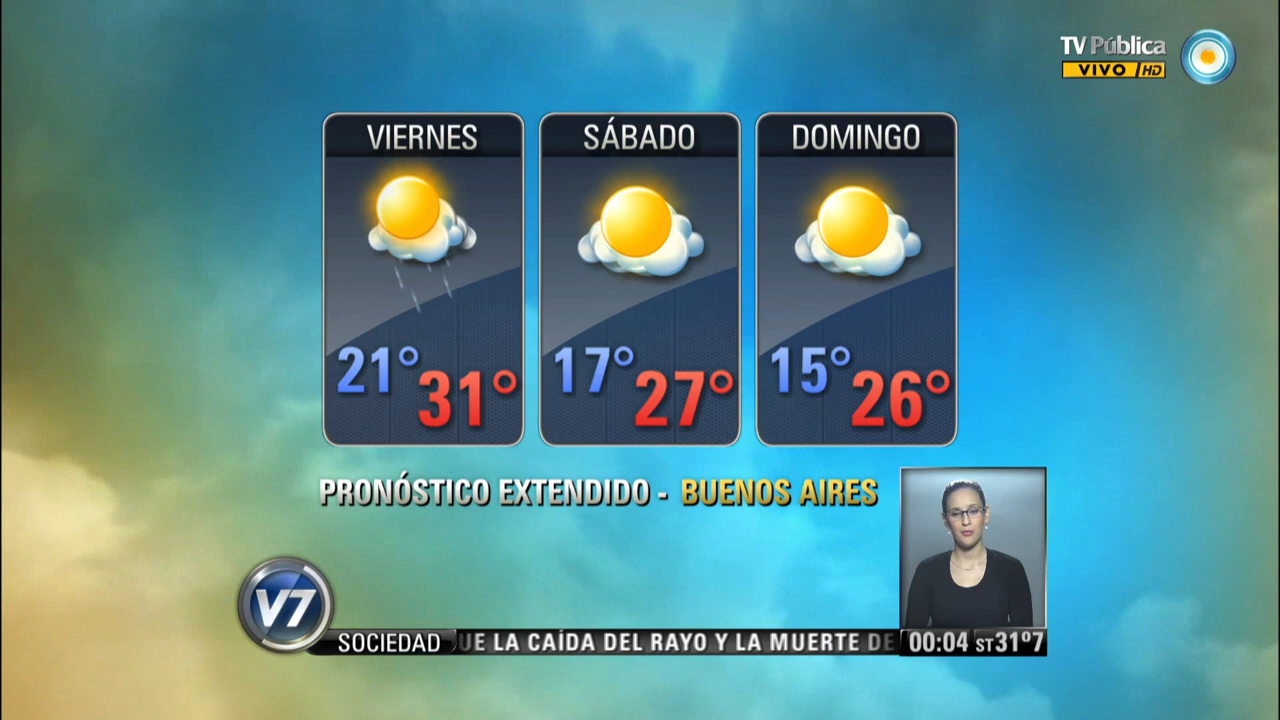 TV Pública
VIVO HD
VIERNES
SÁBADO
DOMINGO
21° 31°
17° 27°
15° 26°
PRONÓSTICO EXTENDIDO - BUENOS AIRES
V7
SOCIEDAD
UE LA CAÍDA DEL RAYO Y LA MUERTE DE
00:04 ST31º7